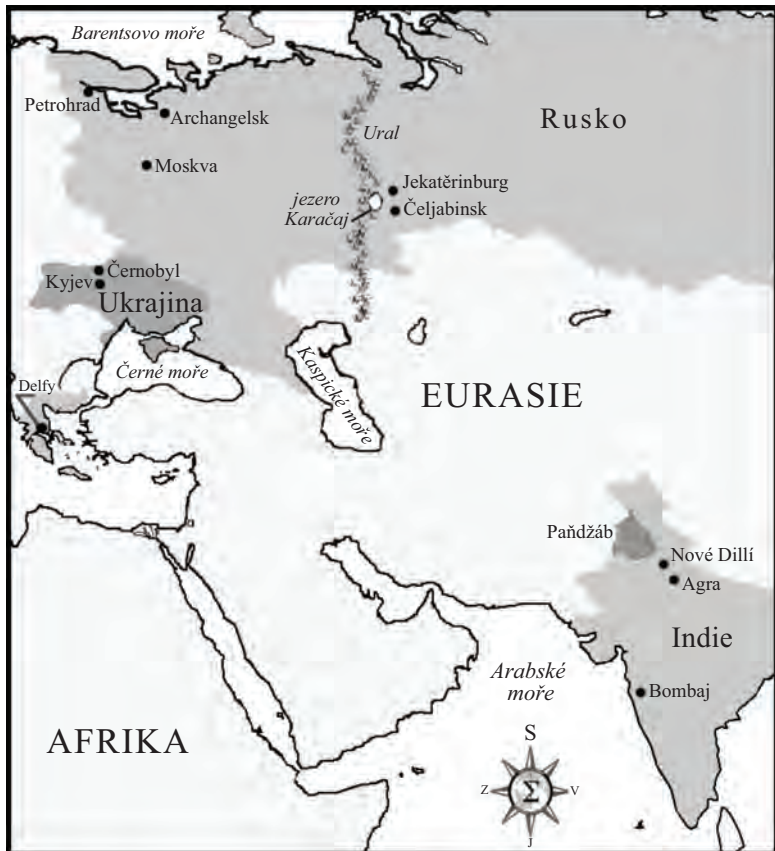 Barentsovo moře
Petrohrad
Archangelsk
Moskva
Ural
Rusko
Jekatěrinburg
jezero
Karačaj
Čeljabinsk
Černobyl
Kyjev
Ukrajina
Černé moře
Kaspické moře
EURASIE
Delfy
Paňdžáb
Nové Dillí
Agra
Indie
Arabské
moře
Bombaj
AFRIKA
S
Z
Σ
V
J